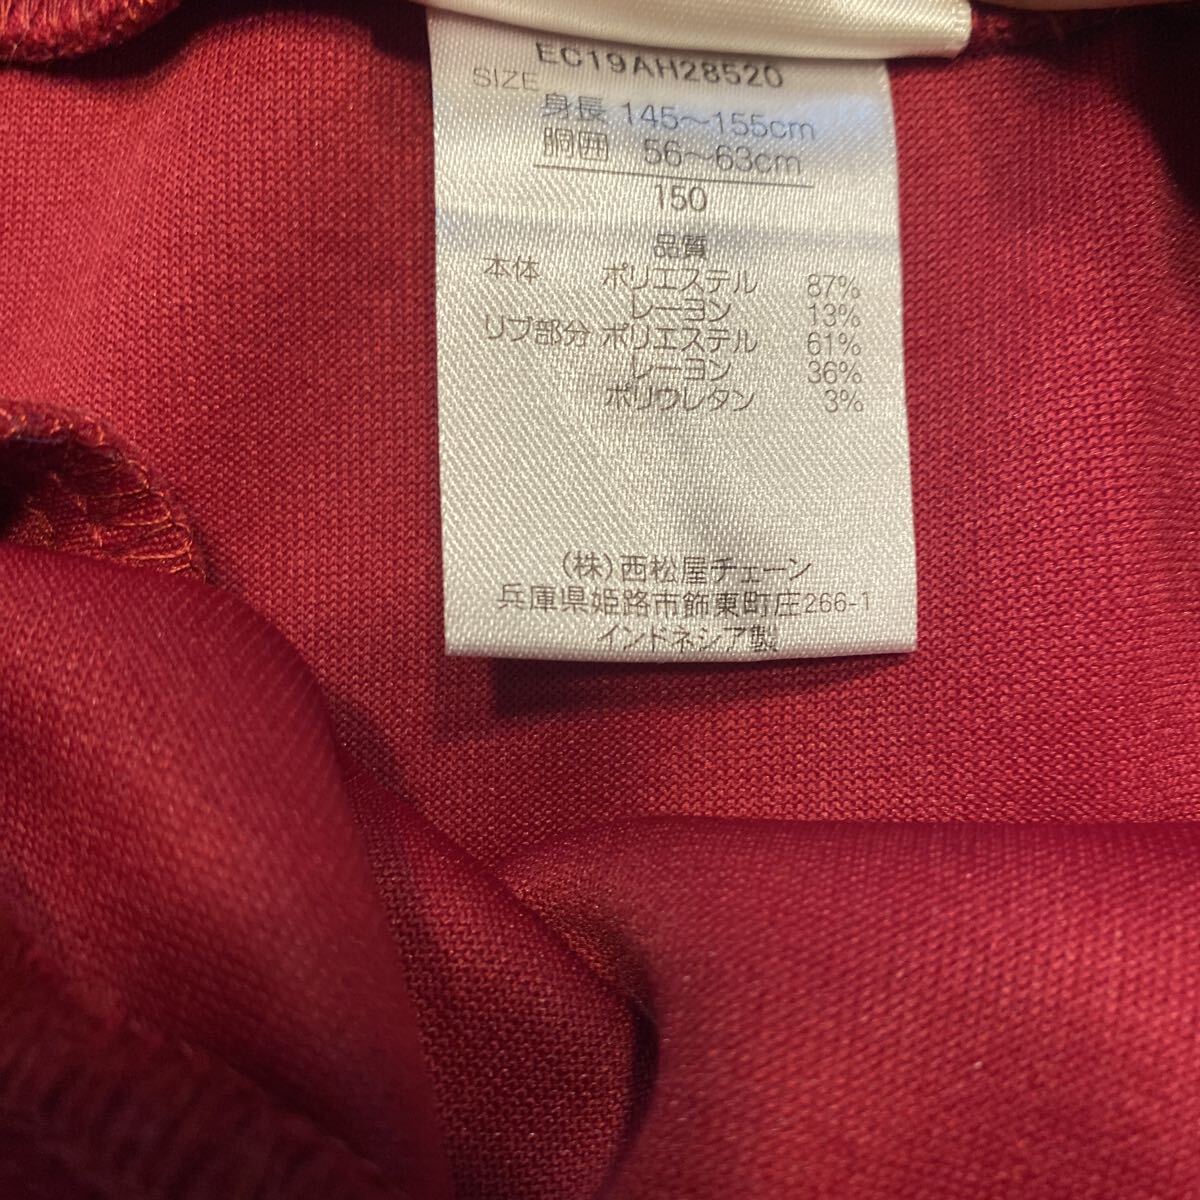 EC19AH28520
SIZE
身長 145〜155cm
胴囲 56〜63cm
150
品質
本体 ポリエステル 87%
レーヨン 13%
リブ部分 ポリエステル 61%
レーヨン 36%
ポリウレタン 3%
(株)西松屋チェーン
兵庫県姫路市飾東町庄266-1
インドネシア製